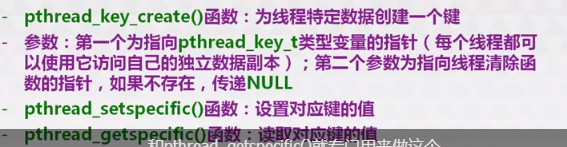 - pthread_key_create()函数：为线程特定数据创建一个键
- 参数：第一个为指向pthread_key_t类型变量的指针（每个线程都可
以使用它访问自己的独立数据副本）；第二个参数为指向线程清除函
数的指针，如果不存在，传递NULL
- pthread_setspecific()函数：设置对应键的值
- pthread_getspecific()函数：读取对应键的值
和pthread_getspecific()就专门用来做这个